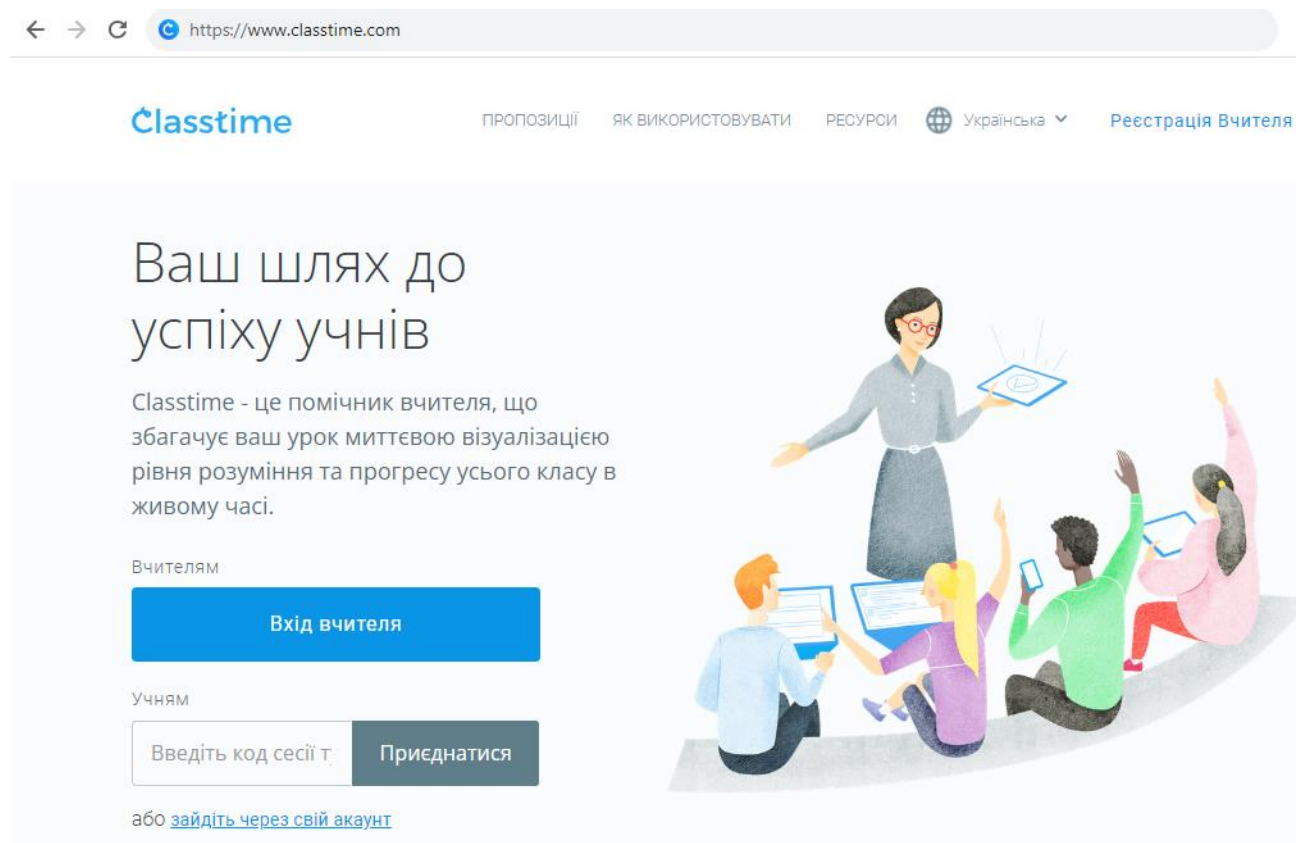 https://www.classtime.com
Classtime
ПРОПОЗИЦІЇ ЯК ВИКОРИСТОВУВАТИ РЕСУРСИ Українська Реєстрація Вчителя
Ваш шлях до
успіху учнів
Classtime - це помічник вчителя, що
збагачує ваш урок миттєвою візуалізацією
рівня розуміння та прогресу усього класу в
живому часі.
Вчителям
Вхід вчителя
Учням
Введіть код сесії т Приєднатися
або зайдіть через свій акаунт